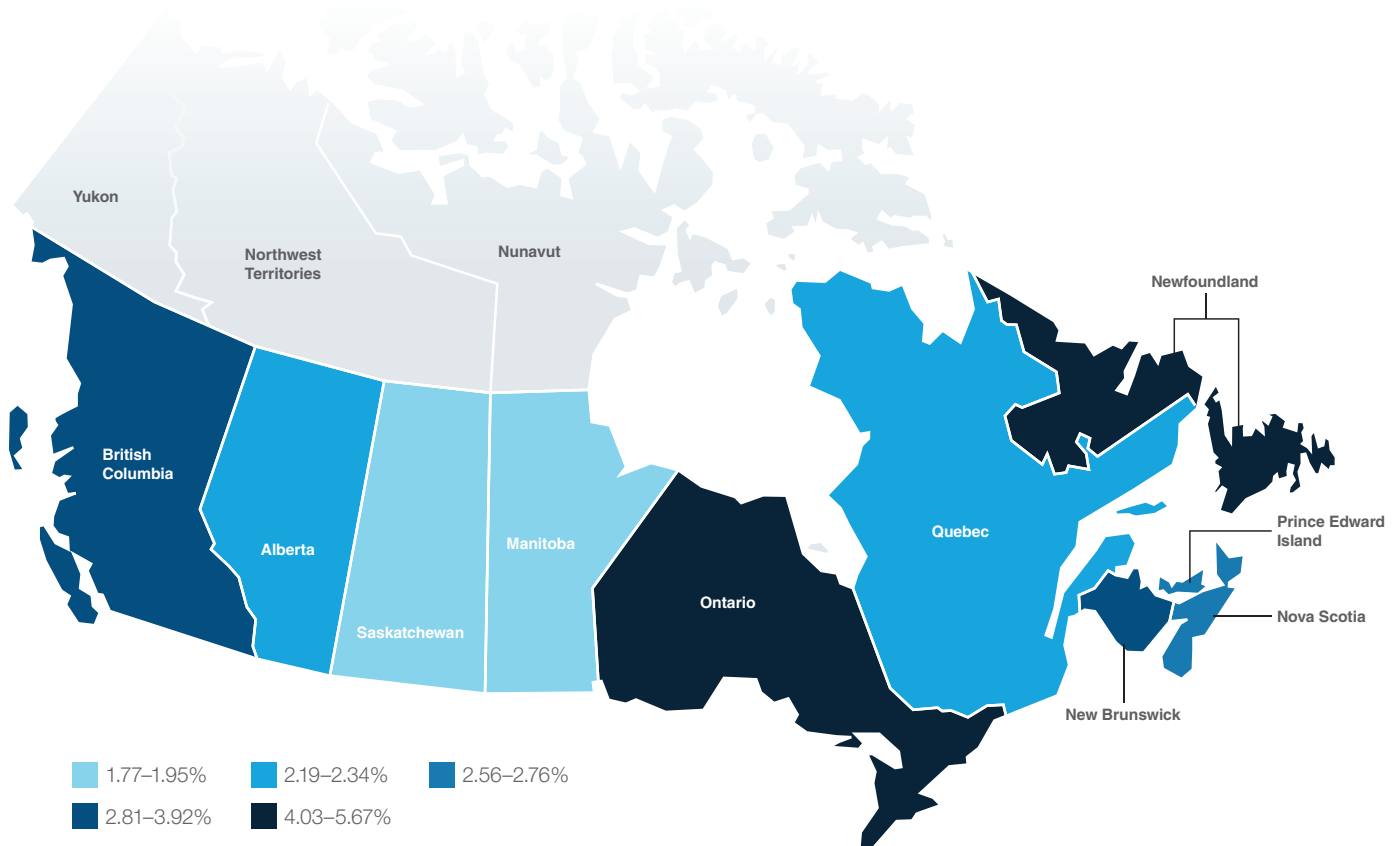 Yukon
Northwest
Territories
Nunavut
Newfoundland
British
Columbia
Alberta
Saskatchewan
Manitoba
Ontario
Quebec
Prince Edward
Island
Nova Scotia
New Brunswick
1.77–1.95%
2.19–2.34%
2.56–2.76%
2.81–3.92%
4.03–5.67%